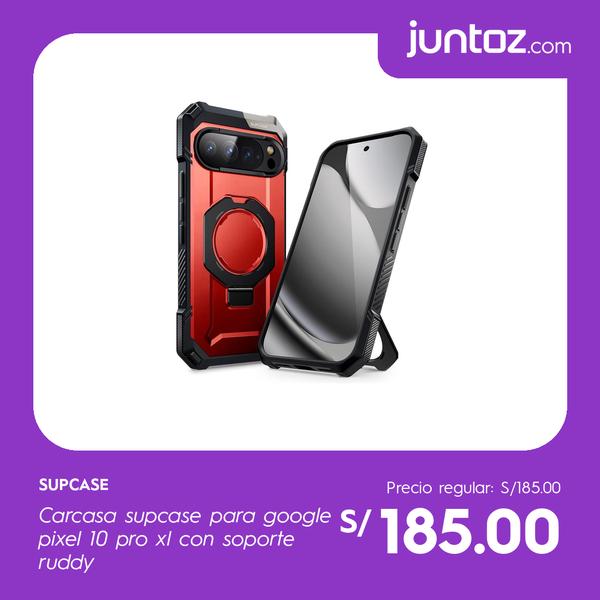 juntoz.com
SUPCASE
Carcasa supcase para google
pixel 10 pro xl con soporte
ruddy
Precio regular: S/185.00
S/ 185.00